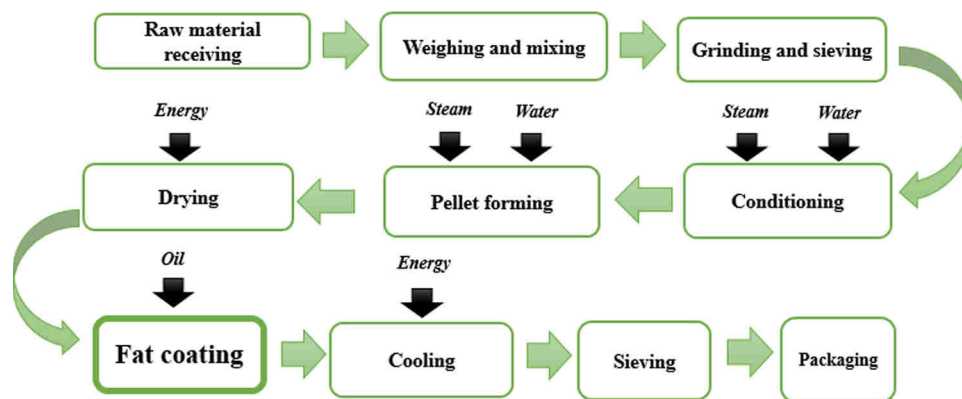 Raw material
receiving
Weighing and mixing
Grinding and sieving
Energy
Steam
Water
Steam
Water
Drying
Pellet forming
Conditioning
Oil
Energy
Fat coating
Cooling
Sieving
Packaging